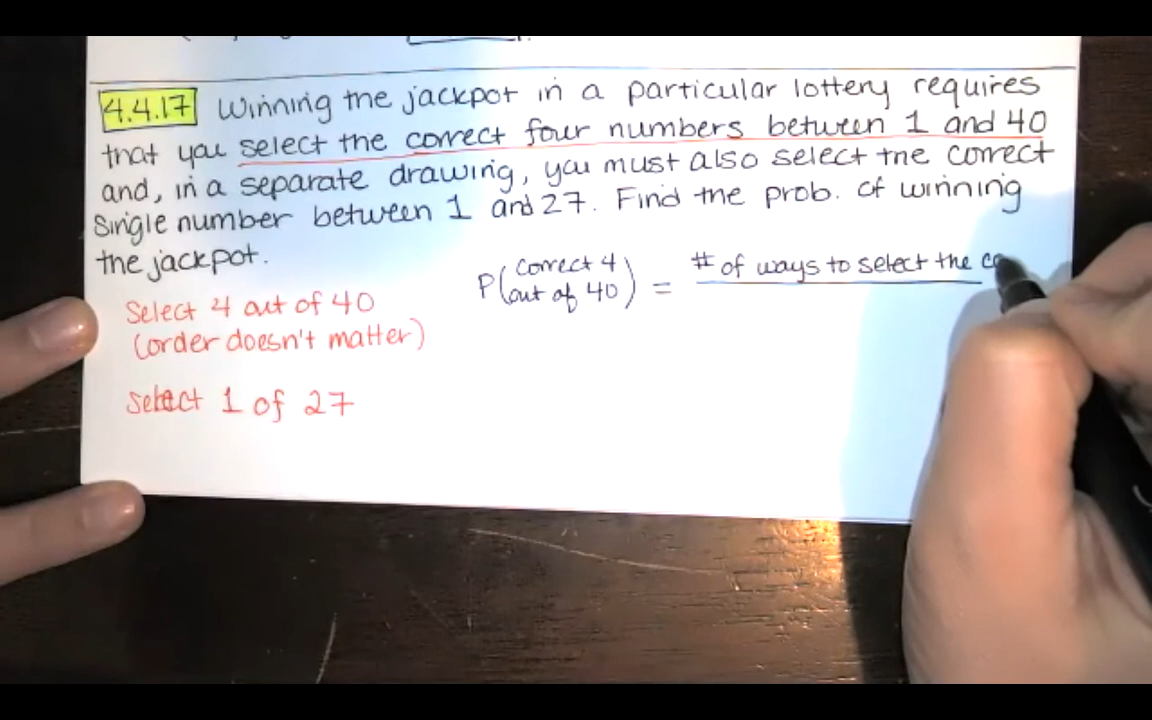 4.4.17 Winning the jackpot in a particular lottery requires
that you select the correct four numbers between 1 and 40
and, in a separate drawing, you must also select the correct
single number between 1 and 27. Find the prob. of winning
the jackpot.
P(correct 4 out of 40) = # of ways to select the co
Select 4 out of 40
(order doesn't matter)
Select 1 of 27